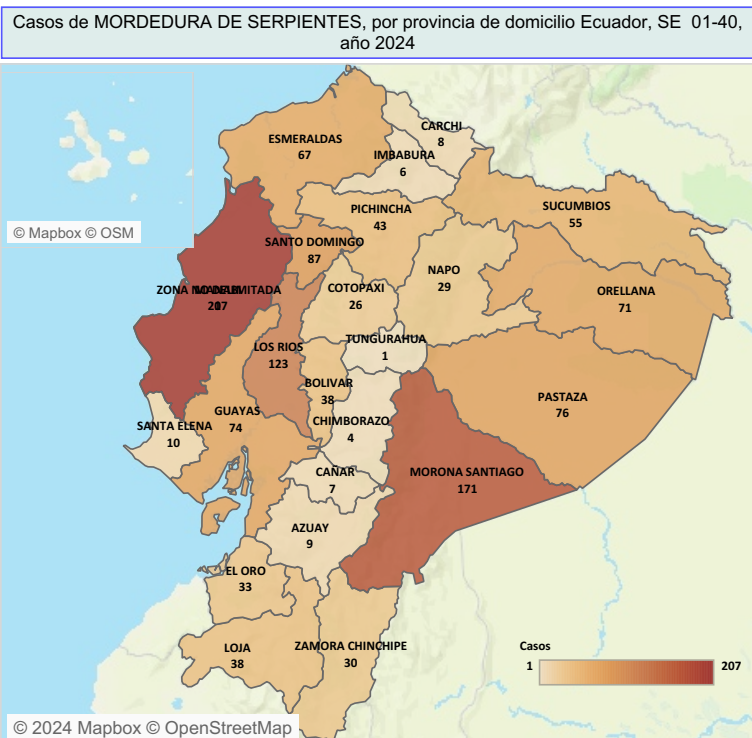 Casos de MORDEDURA DE SERPIENTES, por provincia de domicilio Ecuador, SE 01-40,
año 2024
CARCHI
8
ESMERALDAS
67
IMBABURA
6
SUCUMBIOS
55
PICHINCHA
43
© Mapbox © OSM
SANTO DOMINGO
87
NAPO
29
COTOPAXI
26
ORELLANA
71
ZONA
TUNGURAHUA
1
LOS RIOS
123
BOLIVAR
38
PASTAZA
76
GUAYAS
74
CHIMBORAZO
4
SANTA ELENA
10
MORONA SANTIAGO
171
CAÑAR
7
AZUAY
9
EL ORO
33
LOJA
38
ZAMORA CHINCHIPE
30
Casos
1 207
© 2024 Mapbox © OpenStreetMap